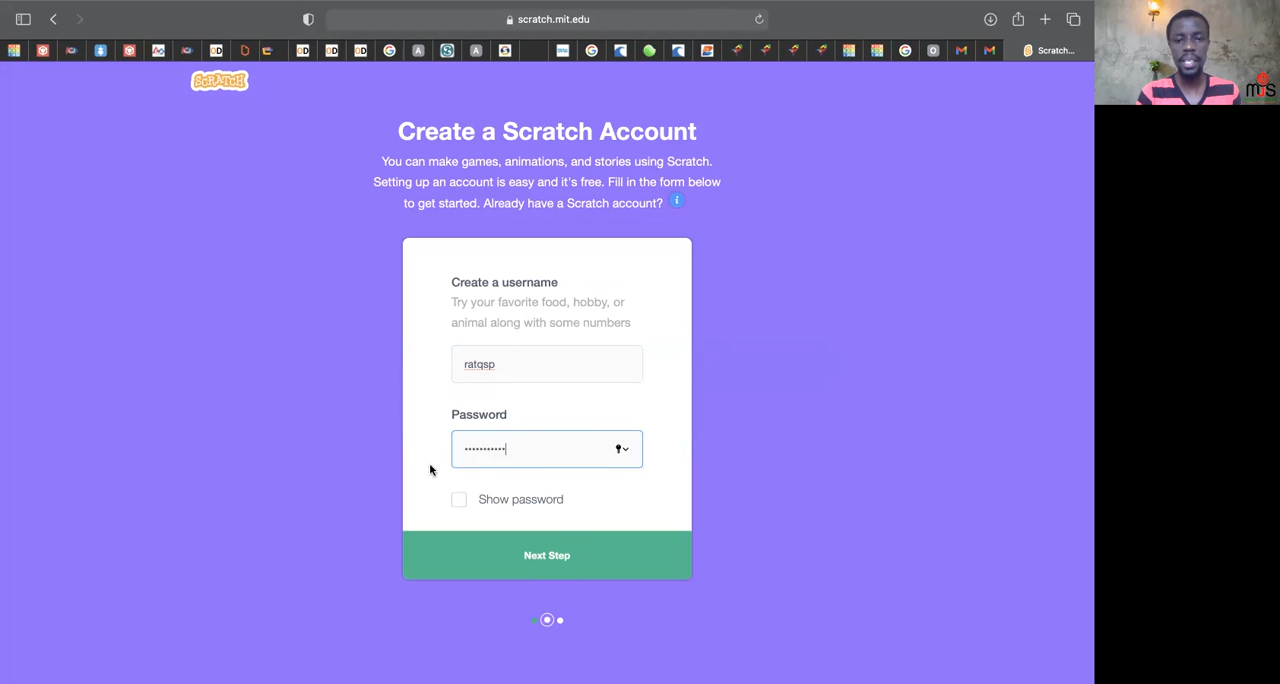 scratch.mit.edu
Scratch...
SCRATCH
MJS
Create a Scratch Account
You can make games, animations, and stories using Scratch.
Setting up an account is easy and it's free. Fill in the form below
to get started. Already have a Scratch account? i
Create a username
Try your favorite food, hobby, or
animal along with some numbers
ratqsp
Password
•••••••••••
Show password
Next Step